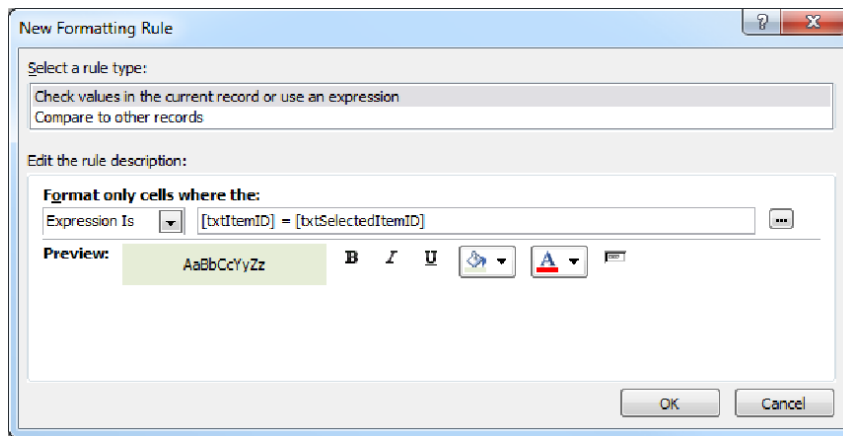 New Formatting Rule
Select a rule type:
Check values in the current record or use an expression
Compare to other records
Edit the rule description:
Format only cells where the:
Expression Is [txtItemID] = [txtSelectedItemID] ...
Preview: AaBbCcYyZz B I U A
OK Cancel